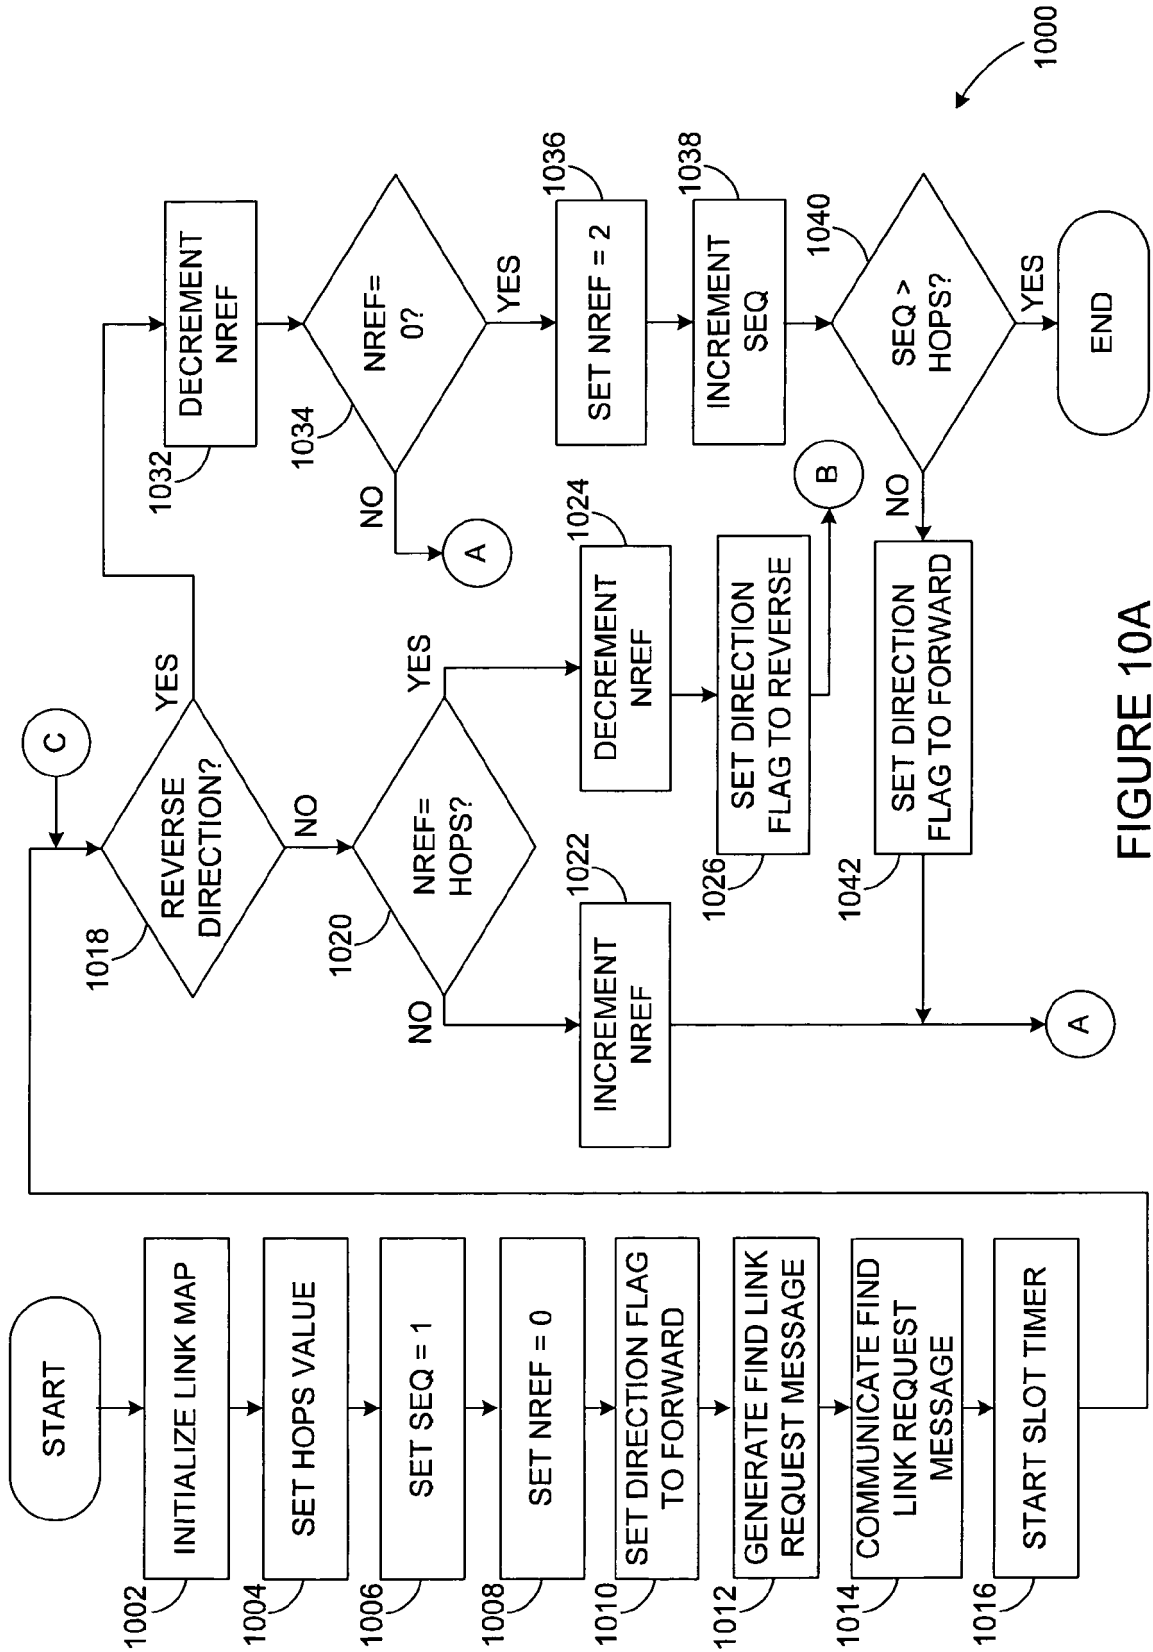 START
1002
INITIALIZE LINK MAP
1004
SET HOPS VALUE
1006
SET SEQ = 1
1008
SET NREF = 0
1010
SET DIRECTION FLAG
TO FORWARD
1012
GENERATE FIND LINK
REQUEST MESSAGE
1014
COMMUNICATE FIND
LINK REQUEST
MESSAGE
1016
START SLOT TIMER
C
1018
REVERSE
DIRECTION?
YES
NO
1020
NREF=
HOPS?
NO
YES
1022
INCREMENT
NREF
A
1024
DECREMENT
NREF
1026
SET DIRECTION
FLAG TO REVERSE
B
1032
DECREMENT
NREF
1034
NREF=
0?
NO
A
YES
1036
SET NREF = 2
1038
INCREMENT
SEQ
1040
SEQ >
HOPS?
NO
YES
1042
SET DIRECTION
FLAG TO FORWARD
END
1000
FIGURE 10A